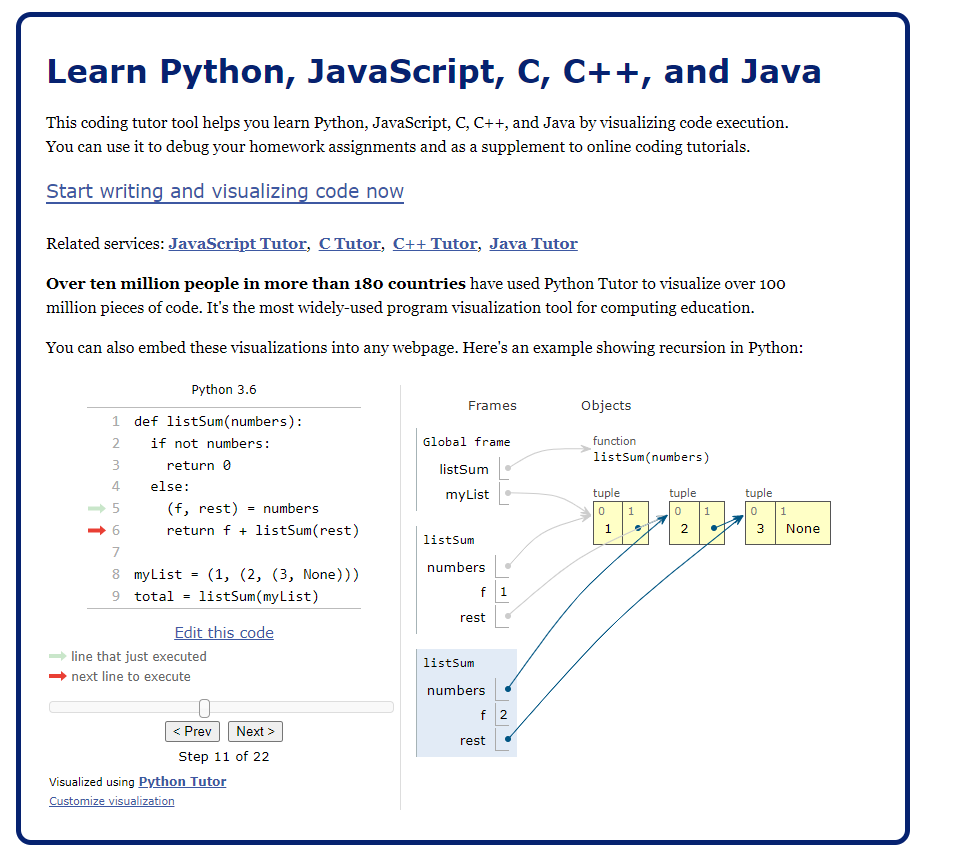 Learn Python, JavaScript, C, C++, and Java
This coding tutor tool helps you learn Python, JavaScript, C, C++, and Java by visualizing code execution.
You can use it to debug your homework assignments and as a supplement to online coding tutorials.
Start writing and visualizing code now
Related services: JavaScript Tutor, C Tutor, C++ Tutor, Java Tutor
Over ten million people in more than 180 countries have used Python Tutor to visualize over 100
million pieces of code. It's the most widely-used program visualization tool for computing education.
You can also embed these visualizations into any webpage. Here's an example showing recursion in Python:
Python 3.6
1 def listSum(numbers):
2   if not numbers:
3     return 0
4   else:
5     (f, rest) = numbers
6     return f + listSum(rest)
7
8 myList = (1, (2, (3, None)))
9 total = listSum(myList)
Edit this code
line that just executed
next line to execute
< Prev Next >
Step 11 of 22
Visualized using Python Tutor
Customize visualization
Frames Objects
Global frame
listSum
myList
function
listSum(numbers)
tuple tuple tuple
0 1 0 1 0 1
1 2 3 None
listSum
numbers
f 1
rest
listSum
numbers
f 2
rest